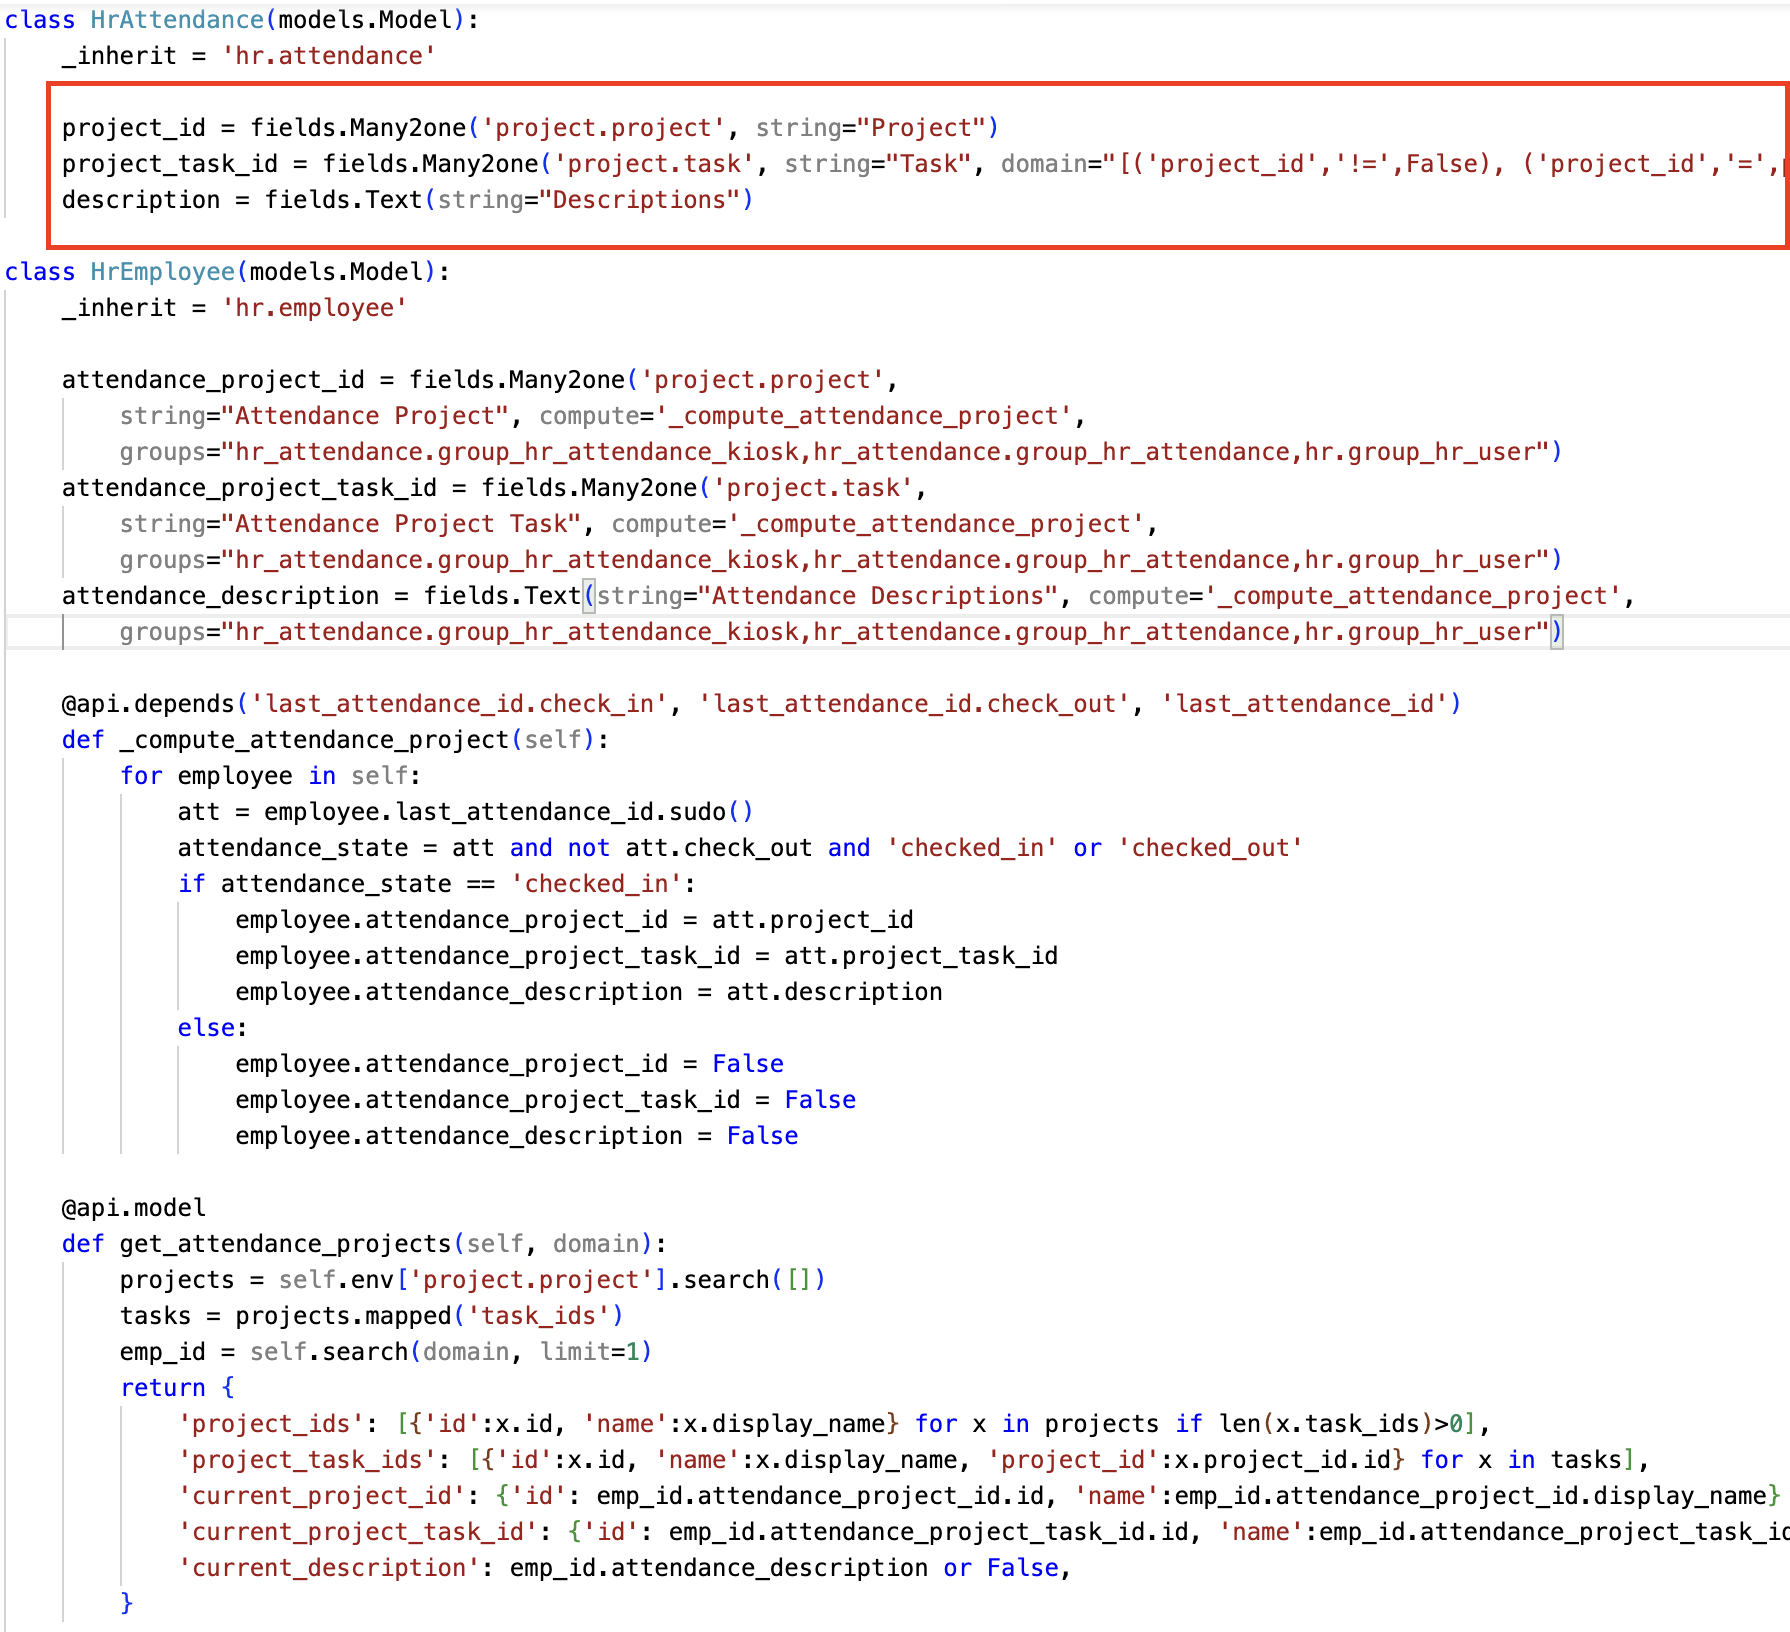 class HrAttendance(models.Model):
    _inherit = 'hr.attendance'
    project_id = fields.Many2one('project.project', string="Project")
    project_task_id = fields.Many2one('project.task', string="Task", domain="[('project_id','!=',False), ('project_id','=',
    description = fields.Text(string="Descriptions")
class HrEmployee(models.Model):
    _inherit = 'hr.employee'
    attendance_project_id = fields.Many2one('project.project',
        string="Attendance Project", compute='_compute_attendance_project',
        groups="hr_attendance.group_hr_attendance_kiosk,hr_attendance.group_hr_attendance,hr.group_hr_user")
    attendance_project_task_id = fields.Many2one('project.task',
        string="Attendance Project Task", compute='_compute_attendance_project',
        groups="hr_attendance.group_hr_attendance_kiosk,hr_attendance.group_hr_attendance,hr.group_hr_user")
    attendance_description = fields.Text(string="Attendance Descriptions", compute='_compute_attendance_project',
        groups="hr_attendance.group_hr_attendance_kiosk,hr_attendance.group_hr_attendance,hr.group_hr_user")
    @api.depends('last_attendance_id.check_in', 'last_attendance_id.check_out', 'last_attendance_id')
    def _compute_attendance_project(self):
        for employee in self:
            att = employee.last_attendance_id.sudo()
            attendance_state = att and not att.check_out and 'checked_in' or 'checked_out'
            if attendance_state == 'checked_in':
                employee.attendance_project_id = att.project_id
                employee.attendance_project_task_id = att.project_task_id
                employee.attendance_description = att.description
            else:
                employee.attendance_project_id = False
                employee.attendance_project_task_id = False
                employee.attendance_description = False
    @api.model
    def get_attendance_projects(self, domain):
        projects = self.env['project.project'].search([])
        tasks = projects.mapped('task_ids')
        emp_id = self.search(domain, limit=1)
        return {
            'project_ids': [{'id':x.id, 'name':x.display_name} for x in projects if len(x.task_ids)>0],
            'project_task_ids': [{'id':x.id, 'name':x.display_name, 'project_id':x.project_id.id} for x in tasks],
            'current_project_id': {'id': emp_id.attendance_project_id.id, 'name':emp_id.attendance_project_id.display_name}
            'current_project_task_id': {'id': emp_id.attendance_project_task_id.id, 'name':emp_id.attendance_project_task_id
            'current_description': emp_id.attendance_description or False,
        }